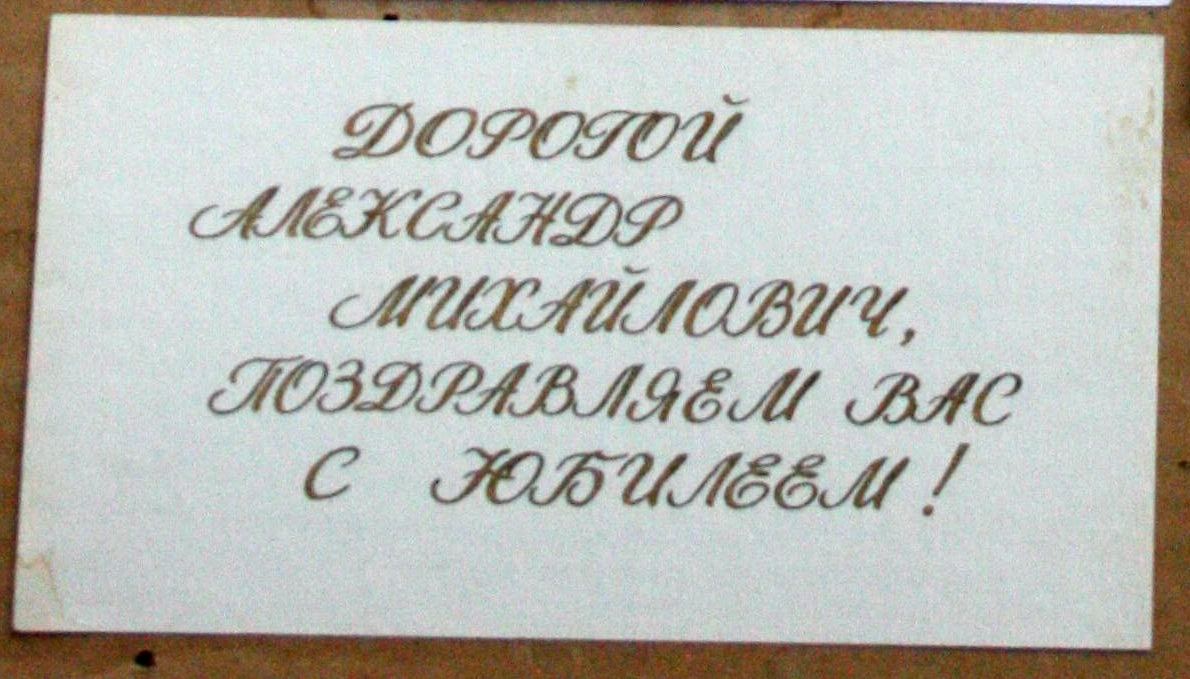 ДОРОГОЙ
АЛЕКСАНДР
МИХАЙЛОВИЧ,
ПОЗДРАВЛЯЕМ ВАС
С ЮБИЛЕЕМ!